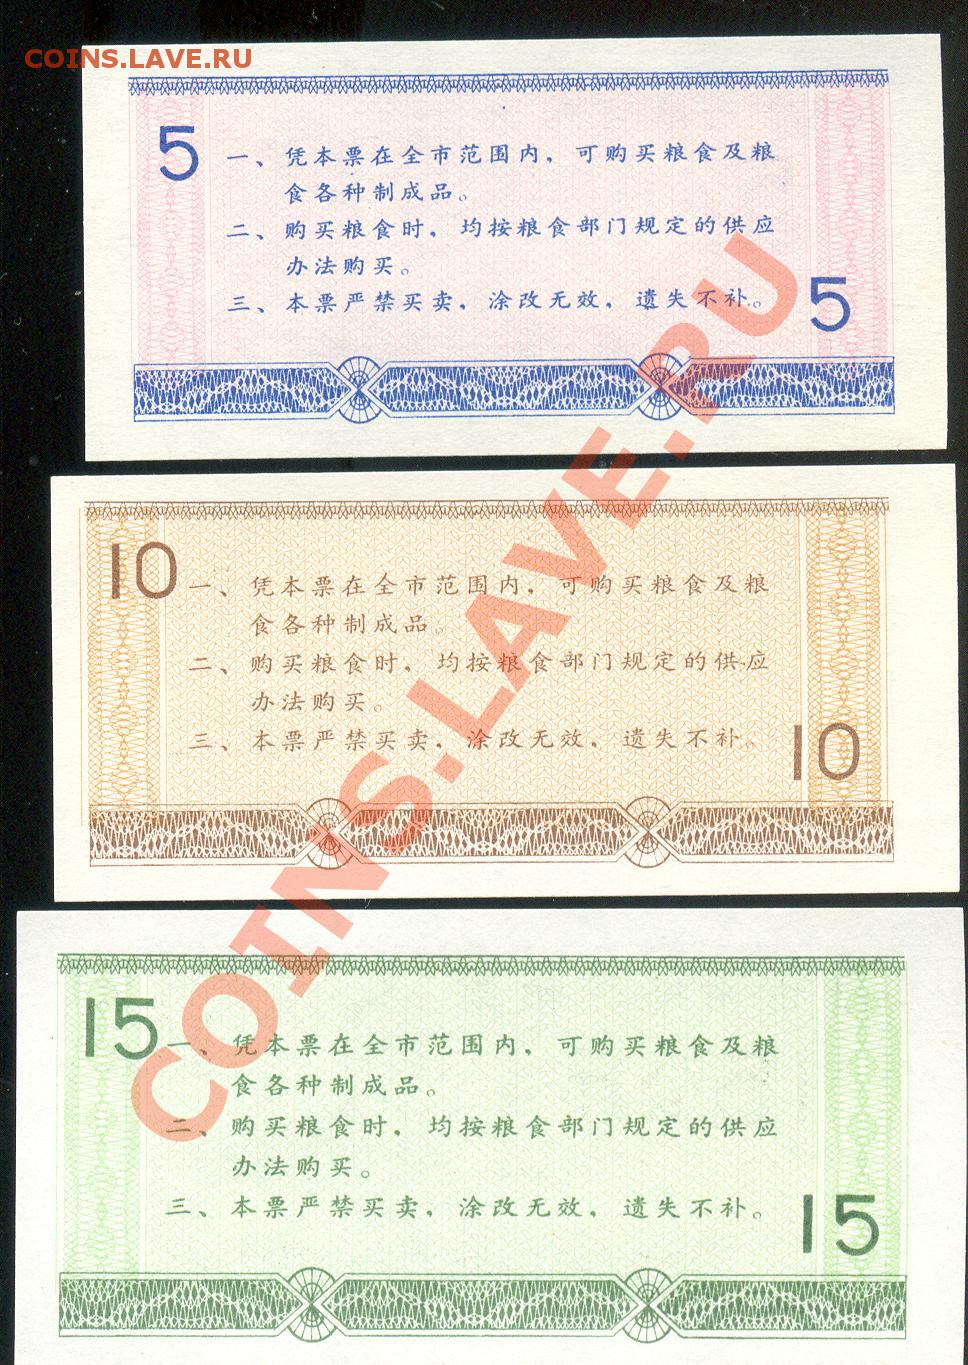 COINS.LAVE.RU
5
一、凭本票在全市范围内，可购买粮食及粮
食各种制成品。
二、购买粮食时，均按粮食部门规定的供应
办法购买。
三、本票严禁买卖，涂改无效，遗失不补。
5
10
一、凭本票在全市范围内，可购买粮食及粮
食各种制成品。
二、购买粮食时，均按粮食部门规定的供应
办法购买。
三、本票严禁买卖，涂改无效，遗失不补。
10
15
一、凭本票在全市范围内，可购买粮食及粮
食各种制成品。
二、购买粮食时，均按粮食部门规定的供应
办法购买。
三、本票严禁买卖，涂改无效，遗失不补。
15
COINS.LAVE.RU